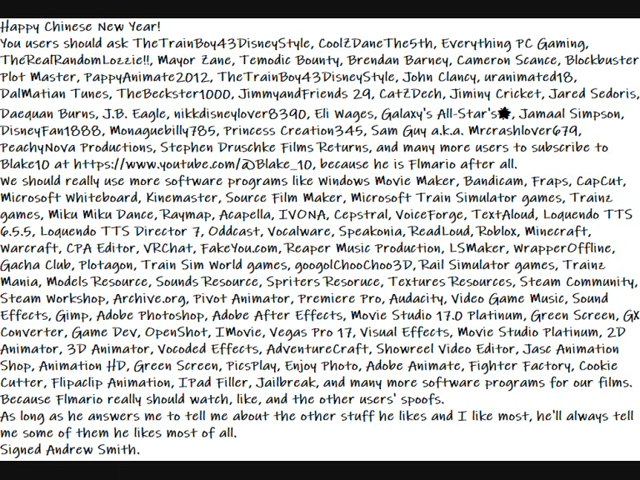 Happy Chinese New Year!
You users should ask TheTrainBoy43DisneyStyle, CoolZDaneThe5th, Everything PC Gaming,
TheRealRandomLozzie!!, Mayor Zane, Temodic Bounty, Brendan Barney, Cameron Scance, Blockbuster
Plot Master, PappyAnimate2012, TheTrainBoy43DisneyStyle, John Clancy, uranimated18,
DalMatian Tunes, TheBeckster1000, JimmyandFriends 29, CatZDech, Jiminy Cricket, Jared Sedoris,
Daequan Burns, J.B. Eagle, nikkdisneylover8390, Eli Wages, Galaxy's All-Star's, Jamaal Simpson,
DisneyFan1888, Monaguebilly785, Princess Creation345, Sam Guy a.k.a. Mrcrashlover679,
PeachyNova Productions, Stephen Druschke Films Returns, and many more users to subscribe to
Blake10 at https://www.youtube.com/@Blake_10, because he is Flmario after all.
We should really use more software programs like Windows Movie Maker, Bandicam, Fraps, CapCut,
Microsoft Whiteboard, Kinemaster, Source Film Maker, Microsoft Train Simulator games, Trainz
games, Miku Miku Dance, Raymap, Acapella, IVONA, Cepstral, VoiceForge, TextAloud, Loquendo TTS
6.5.5, Loquendo TTS Director 7, Oddcast, Vocalware, Speakonia, ReadLoud, Roblox, Minecraft,
Warcraft, CPA Editor, VRChat, FakeYou.com, Reaper Music Production, LSMaker, WrapperOffline,
Gacha Club, Plotagon, Train Sim World games, googolChooChoo3D, Rail Simulator games, Trainz
Mania, Models Resource, Sounds Resource, Spriters Resoruce, Textures Resources, Steam Community,
Steam Workshop, Archive.org, Pivot Animator, Premiere Pro, Audacity, Video Game Music, Sound
Effects, Gimp, Adobe Photoshop, Adobe After Effects, Movie Studio 17.0 Platinum, Green Screen, GX
Converter, Game Dev, OpenShot, IMovie, Vegas Pro 17, Visual Effects, Movie Studio Platinum, 2D
Animator, 3D Animator, Vocoded Effects, AdventureCraft, Showreel Video Editor, Jasc Animation
Shop, Animation HD, Green Screen, PicsPlay, Enjoy Photo, Adobe Animate, Fighter Factory, Cookie
Cutter, Flipaclip Animation, IPad Filler, Jailbreak, and many more software programs for our films.
Because Flmario really should watch, like, and the other users' spoofs.
As long as he answers me to tell me about the other stuff he likes and I like most, he'll always tell
me some of them he likes most of all.
Signed Andrew Smith.